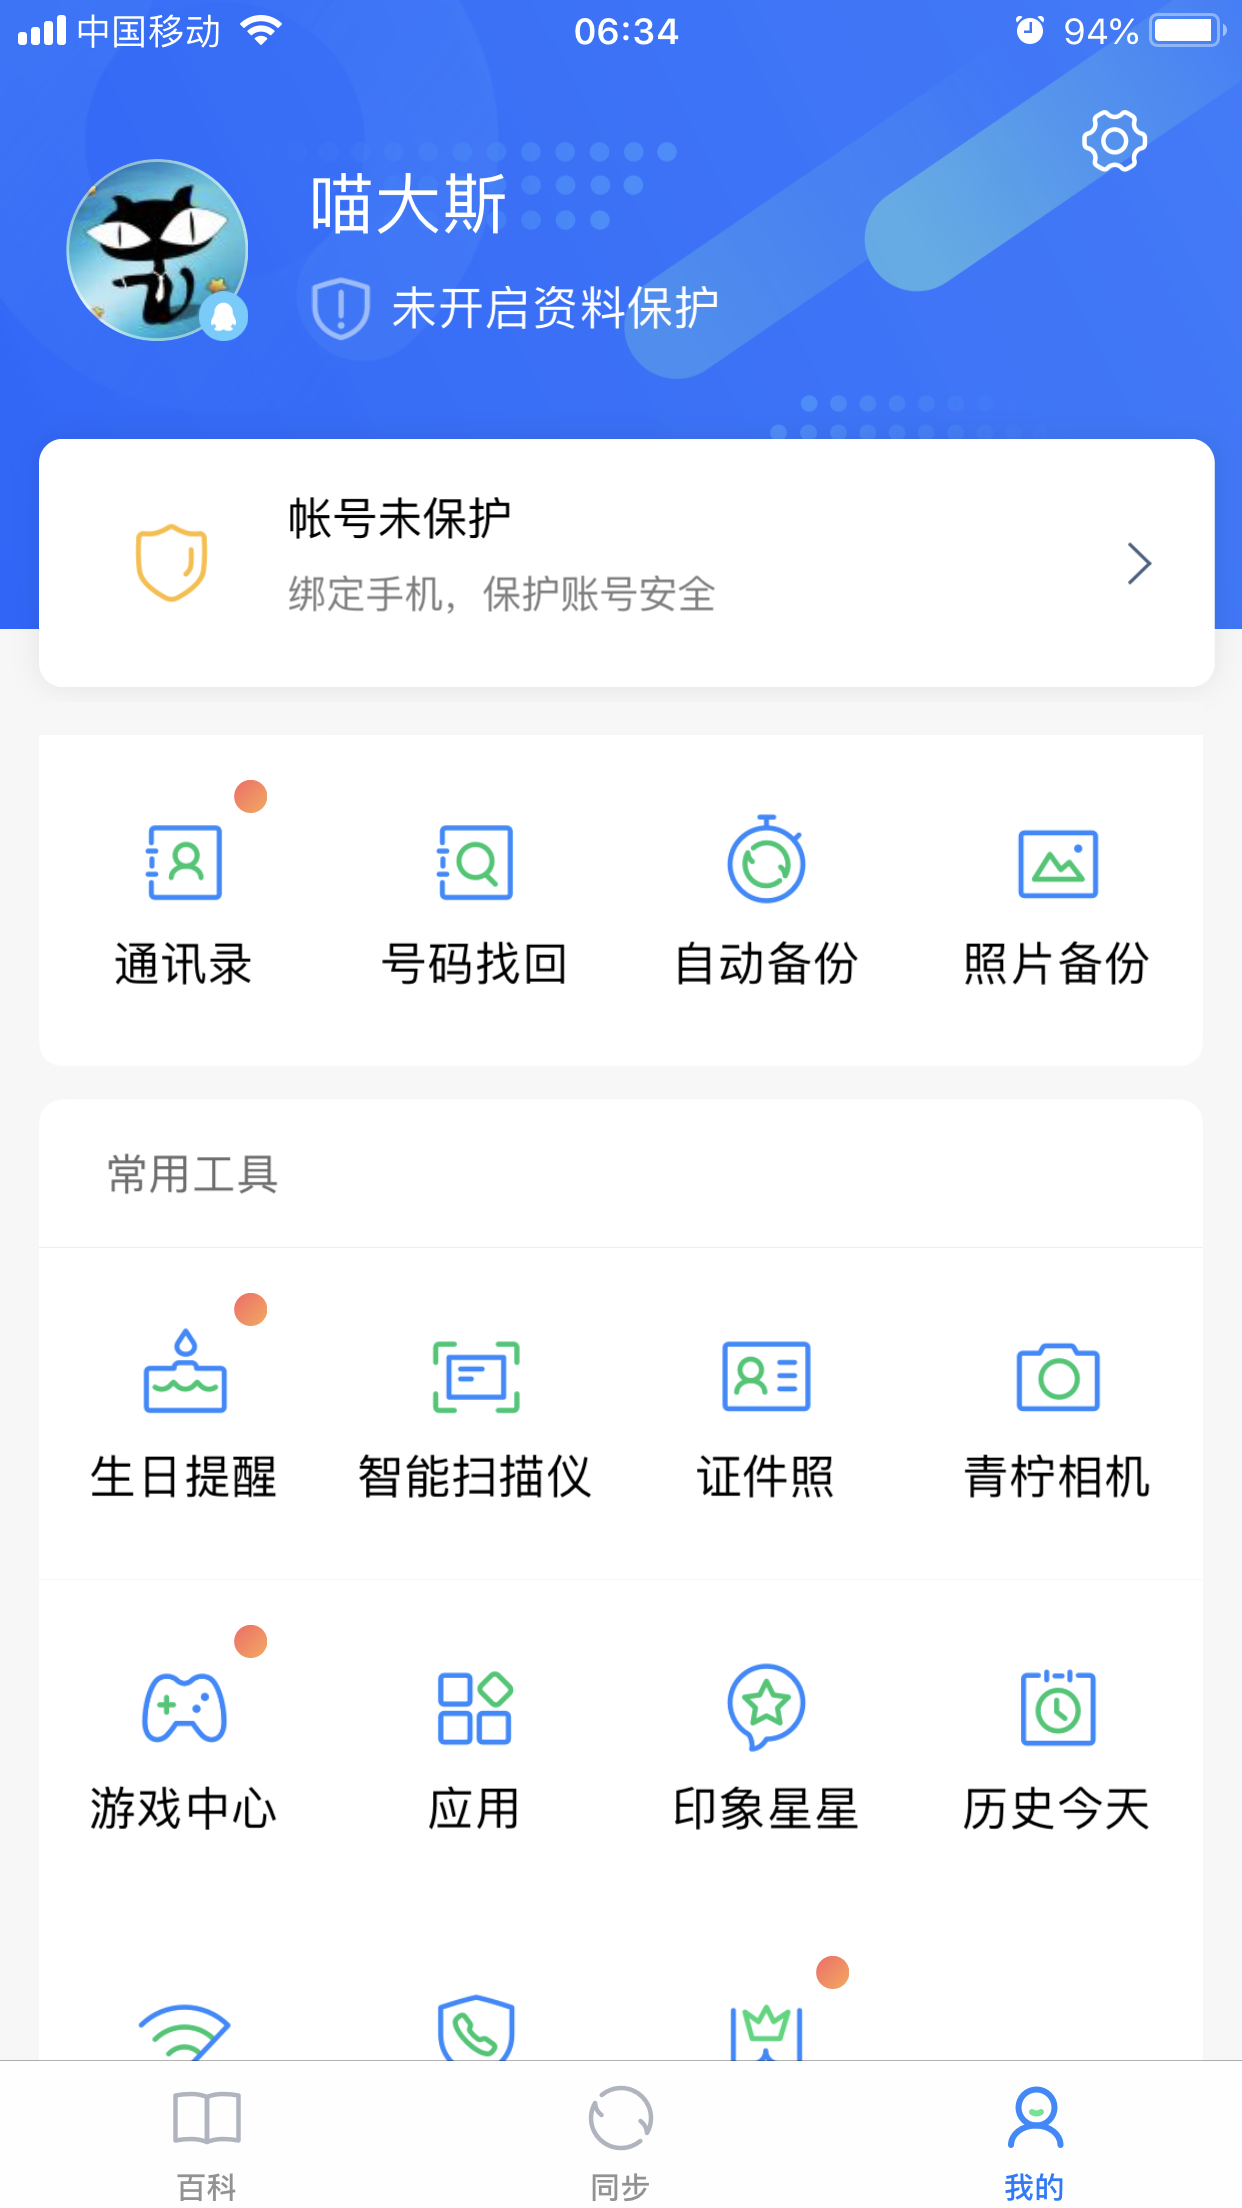 中国移动 06:34 94%
喵大斯
未开启资料保护
帐号未保护
绑定手机，保护账号安全
通讯录 号码找回 自动备份 照片备份
常用工具
生日提醒 智能扫描仪 证件照 青柠相机
游戏中心 应用 印象星星 历史今天
百科 同步 我的